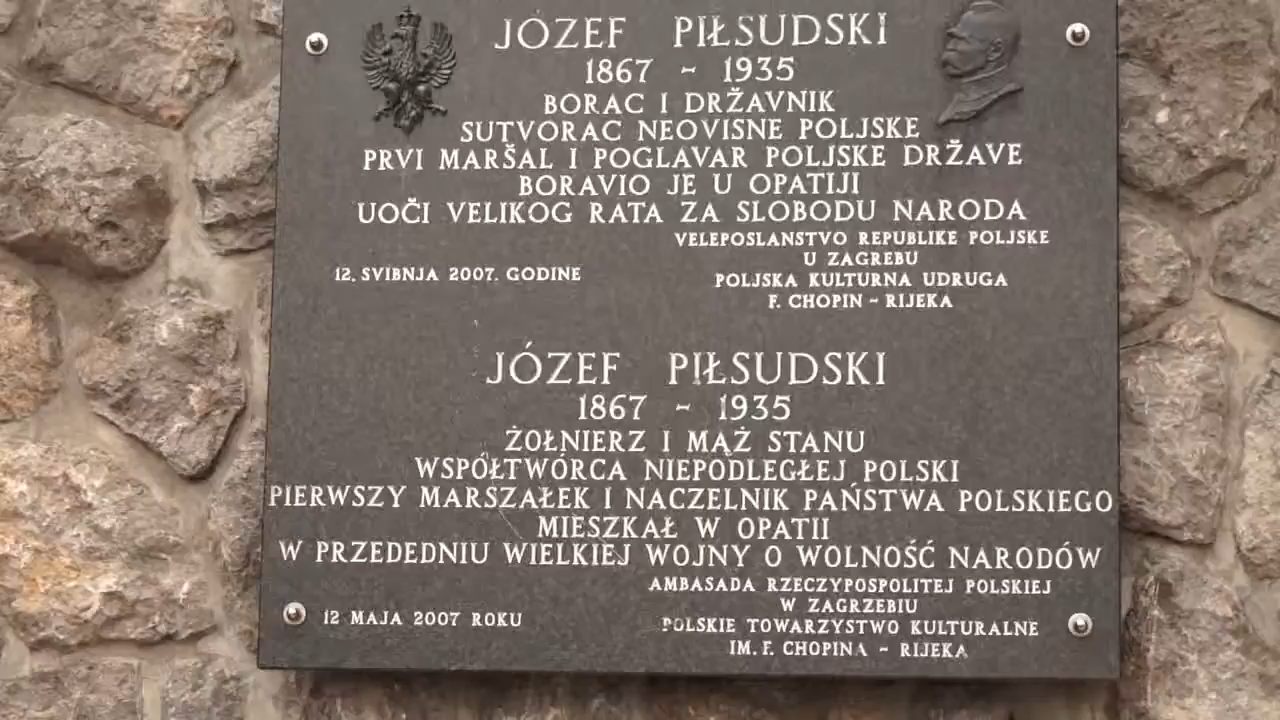 JÓZEF PIŁSUDSKI
1867 - 1935
BORAC I DRŽAVNIK
SUTVORAC NEOVISNE POLJSKE
PRVI MARŠAL I POGLAVAR POLJSKE DRŽAVE
BORAVIO JE U OPATIJI
UOČI VELIKOG RATA ZA SLOBODU NARODA
VELEPOSLANSTVO REPUBLIKE POLJSKE
U ZAGREBU
12. SVIBNJA 2007. GODINE
POLJSKA KULTURNA UDRUGA
F. CHOPIN - RIJEKA
JÓZEF PIŁSUDSKI
1867 - 1935
ŻOŁNIERZ I MĄŻ STANU
WSPÓŁTWÓRCA NIEPODLEGŁEJ POLSKI
PIERWSZY MARSZAŁEK I NACZELNIK PAŃSTWA POLSKIEGO
MIESZKAŁ W OPATII
W PRZEDEDNIU WIELKIEJ WOJNY O WOLNOŚĆ NARODÓW
AMBASADA RZECZYPOSPOLITEJ POLSKIEJ
W ZAGRZEBIU
12 MAJA 2007 ROKU
POLSKIE TOWARZYSTWO KULTURALNE
IM. F. CHOPINA - RIJEKA